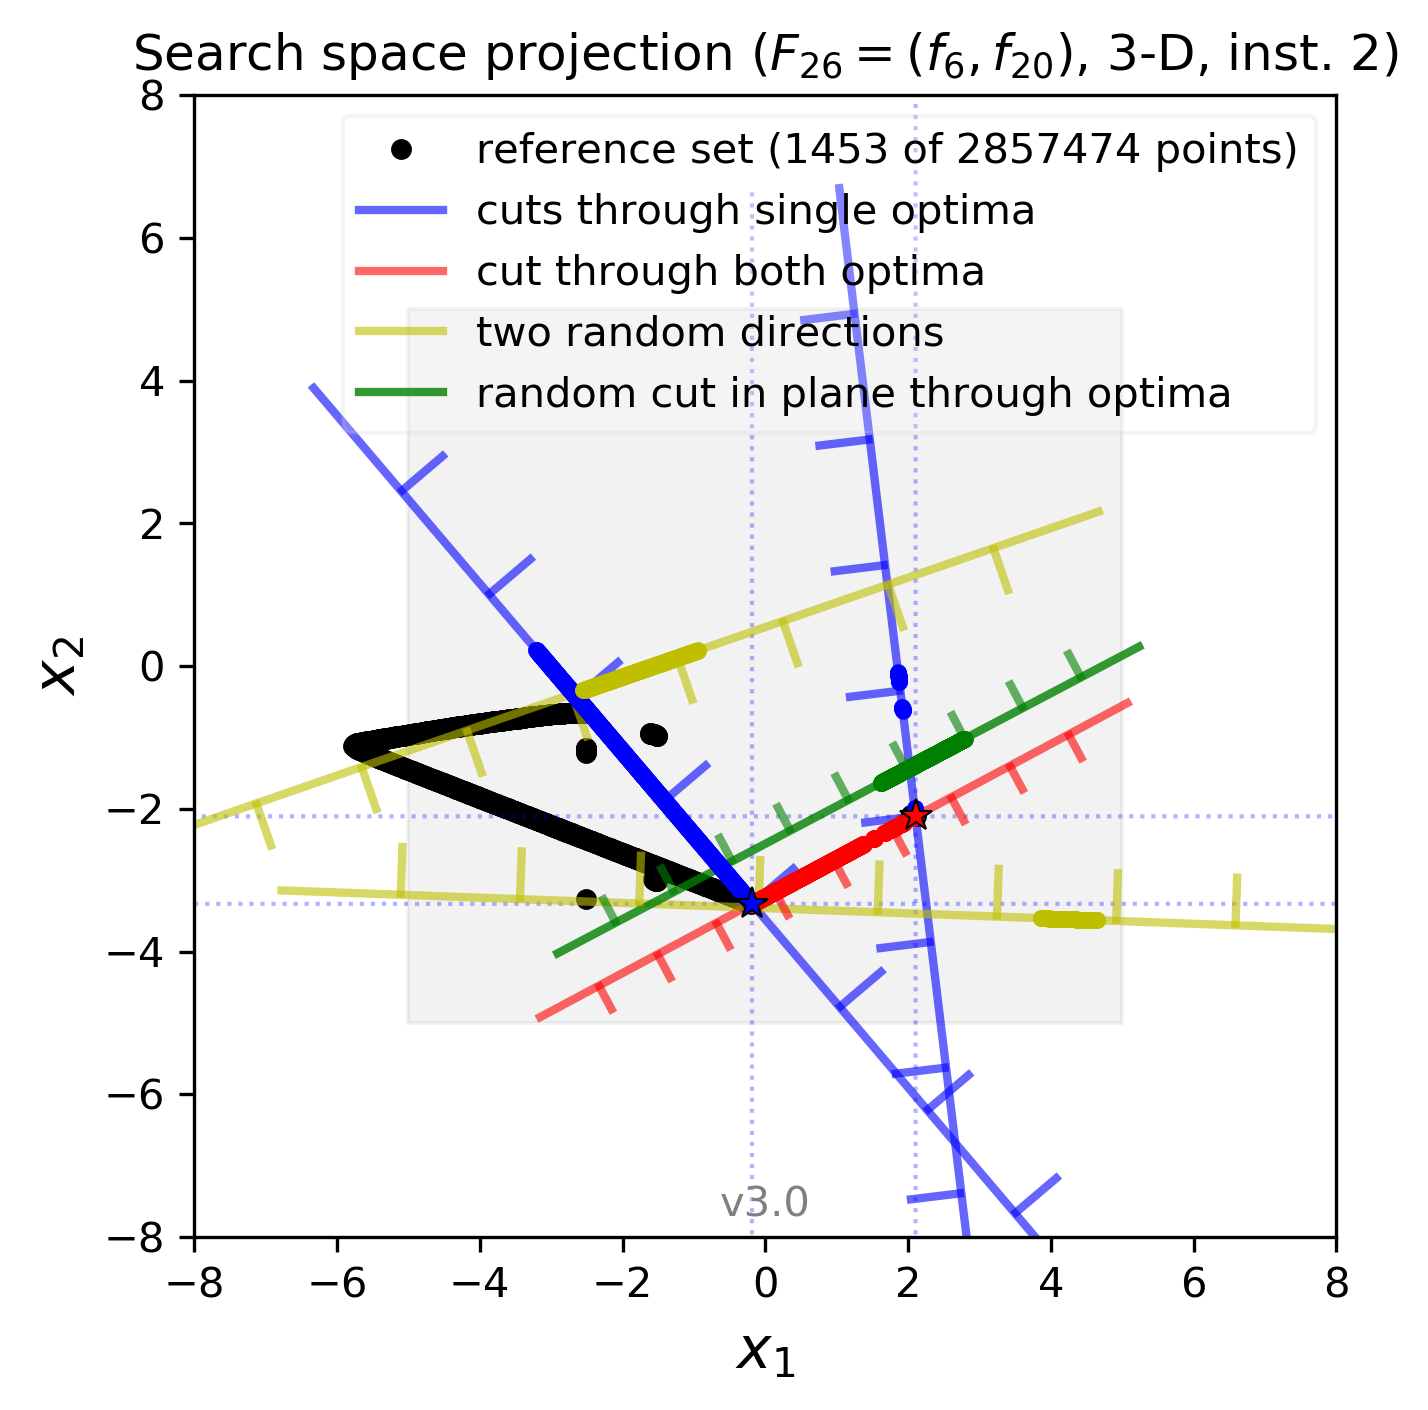 Search space projection (F₂₆ = (f₆, f₂₀), 3-D, inst. 2)
reference set (1453 of 2857474 points)
cuts through single optima
cut through both optima
two random directions
random cut in plane through optima
8
6
4
2
0
−2
−4
−6
−8
x₂
v3.0
−8 −6 −4 −2 0 2 4 6 8
x₁